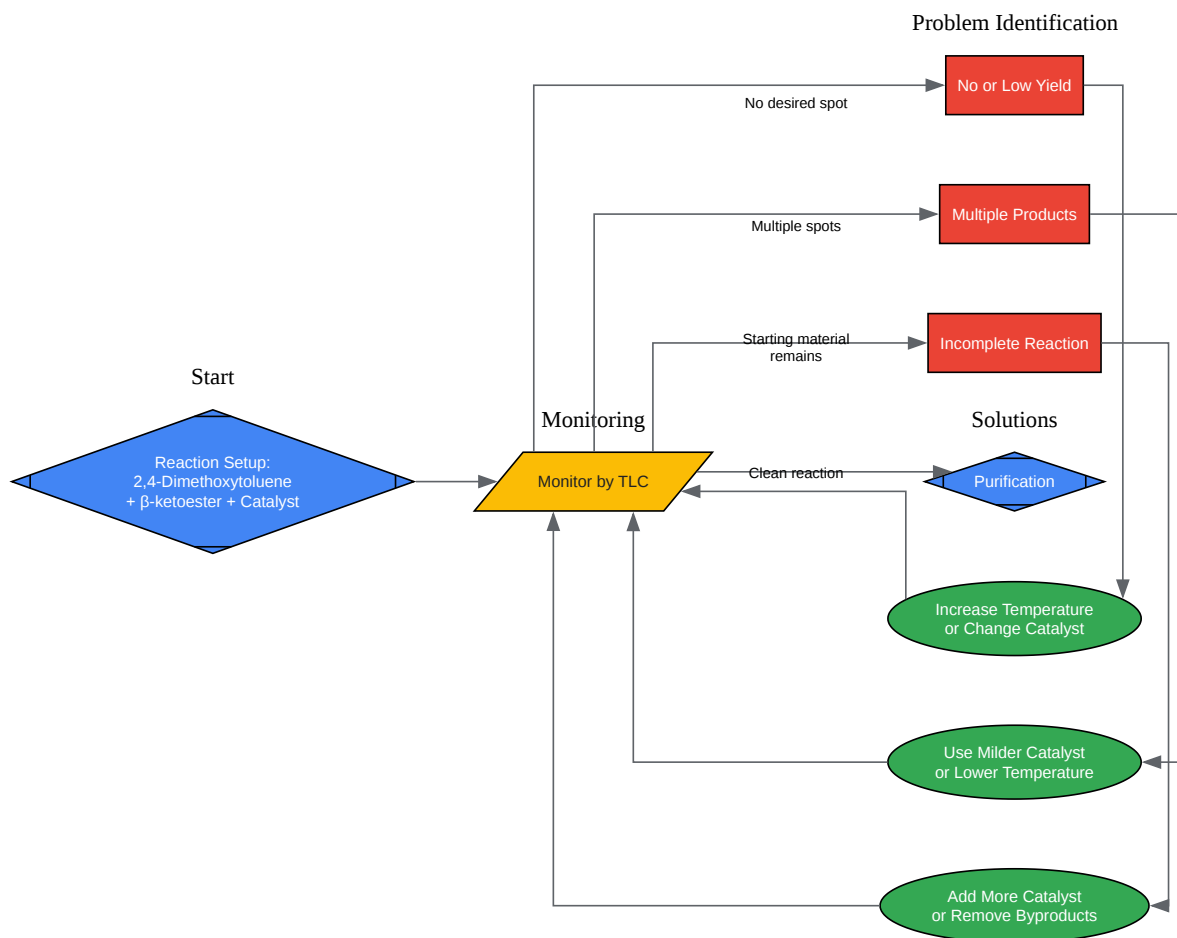 Problem Identification
No or Low Yield
No desired spot
Multiple Products
Multiple spots
Starting material
remains
Incomplete Reaction
Start
Monitoring
Solutions
Reaction Setup:
2,4-Dimethoxytoluene
+ β-ketoester + Catalyst
Monitor by TLC
Clean reaction
Purification
Increase Temperature
or Change Catalyst
Use Milder Catalyst
or Lower Temperature
Add More Catalyst
or Remove Byproducts